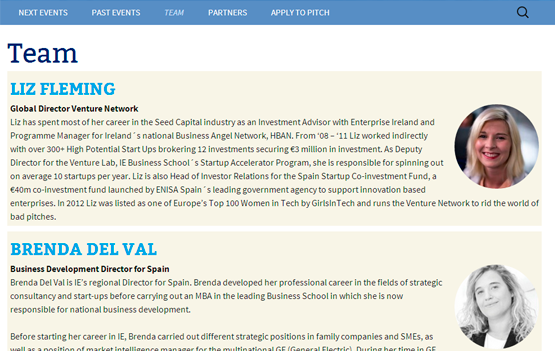 NEXT EVENTS PAST EVENTS TEAM PARTNERS APPLY TO PITCH
Team
LIZ FLEMING
Global Director Venture Network
Liz has spent most of her career in the Seed Capital industry as an Investment Advisor with Enterprise Ireland and
Programme Manager for Ireland´s national Business Angel Network, HBAN. From ‘08 – ‘11 Liz worked indirectly
with over 300+ High Potential Start Ups brokering 12 investments securing €3 million in investment. As Deputy
Director for the Venture Lab, IE Business School´s Startup Accelerator Program, she is responsible for spinning out
on average 10 startups per year. Liz is also Head of Investor Relations for the Spain Startup Co-investment Fund, a
€40m co-investment fund launched by ENISA Spain´s leading government agency to support innovation based
enterprises. In 2012 Liz was listed as one of Europe's Top 100 Women in Tech by GirlsInTech and runs the Venture Network to rid the world of
bad pitches.
BRENDA DEL VAL
Business Development Director for Spain
Brenda Del Val is IE's regional Director for Spain. Brenda developed her professional career in the fields of strategic
consultancy and start-ups before carrying out an MBA in the leading Business School in which she is now
responsible for national business development.
Before starting her career in IE, Brenda carried out different strategic positions in family companies and SMEs, as
well as a position of market intelligence manager for the multinational GE (General Electric). During her time in GE